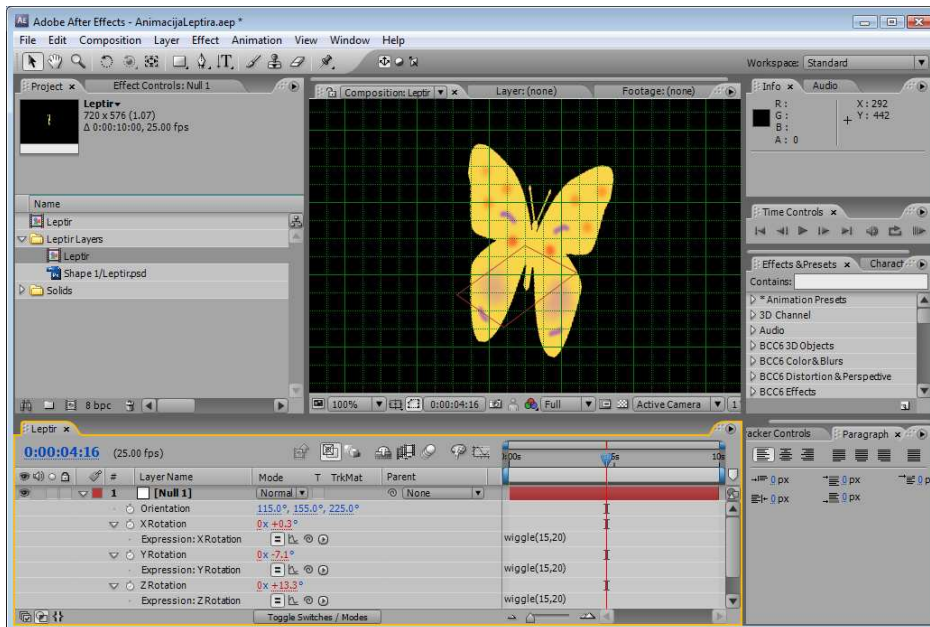 Adobe After Effects - AnimacijaLeptira.aep *
File Edit Composition Layer Effect Animation View Window Help
Workspace: Standard
Project Effect Controls: Null 1
Leptir
720 x 576 (1.07)
Δ 0:00:10:00, 25.00 fps
Name
Leptir
Leptir Layers
Leptir
Shape 1/Leptir.psd
Solids
8 bpc
Composition: Leptir Layer: (none) Footage: (none)
100% 0:00:04:16 Full Active Camera 1
Info Audio
R : X : 292
G : Y : 442
B :
A : 0
Time Controls
Effects & Presets Charact
Contains:
* Animation Presets
3D Channel
Audio
BCC6 3D Objects
BCC6 Color & Blurs
BCC6 Distortion & Perspective
BCC6 Effects
Leptir
0:00:04:16 (25.00 fps)
0:00s 5s 10s
# Layer Name Mode T TrkMat Parent
1 [Null 1] Normal None
Orientation 115.0°, 155.0°, 225.0°
X Rotation 0x +0.3°
Expression: X Rotation wiggle(15,20)
Y Rotation 0x -7.1°
Expression: Y Rotation wiggle(15,20)
Z Rotation 0x +13.3°
Expression: Z Rotation wiggle(15,20)
Toggle Switches / Modes
racker Controls Paragraph
0 px 0 px 0 p
0 px 0 px